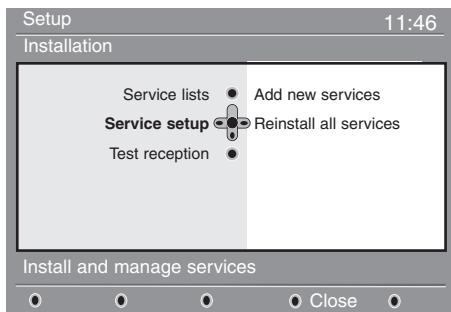 Setup 11:46
Installation
Service lists Add new services
Service setup Reinstall all services
Test reception
Install and manage services
Close